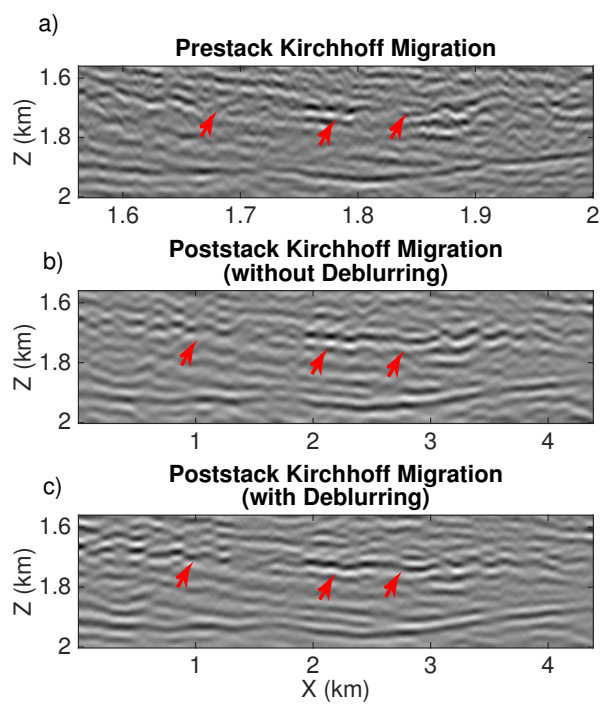 a)
Prestack Kirchhoff Migration
1.6
1.8
2
Z (km)
1.6 1.7 1.8 1.9 2
b)
Poststack Kirchhoff Migration
(without Deblurring)
1.6
1.8
2
Z (km)
1 2 3 4
c)
Poststack Kirchhoff Migration
(with Deblurring)
1.6
1.8
2
Z (km)
1 2 3 4
X (km)